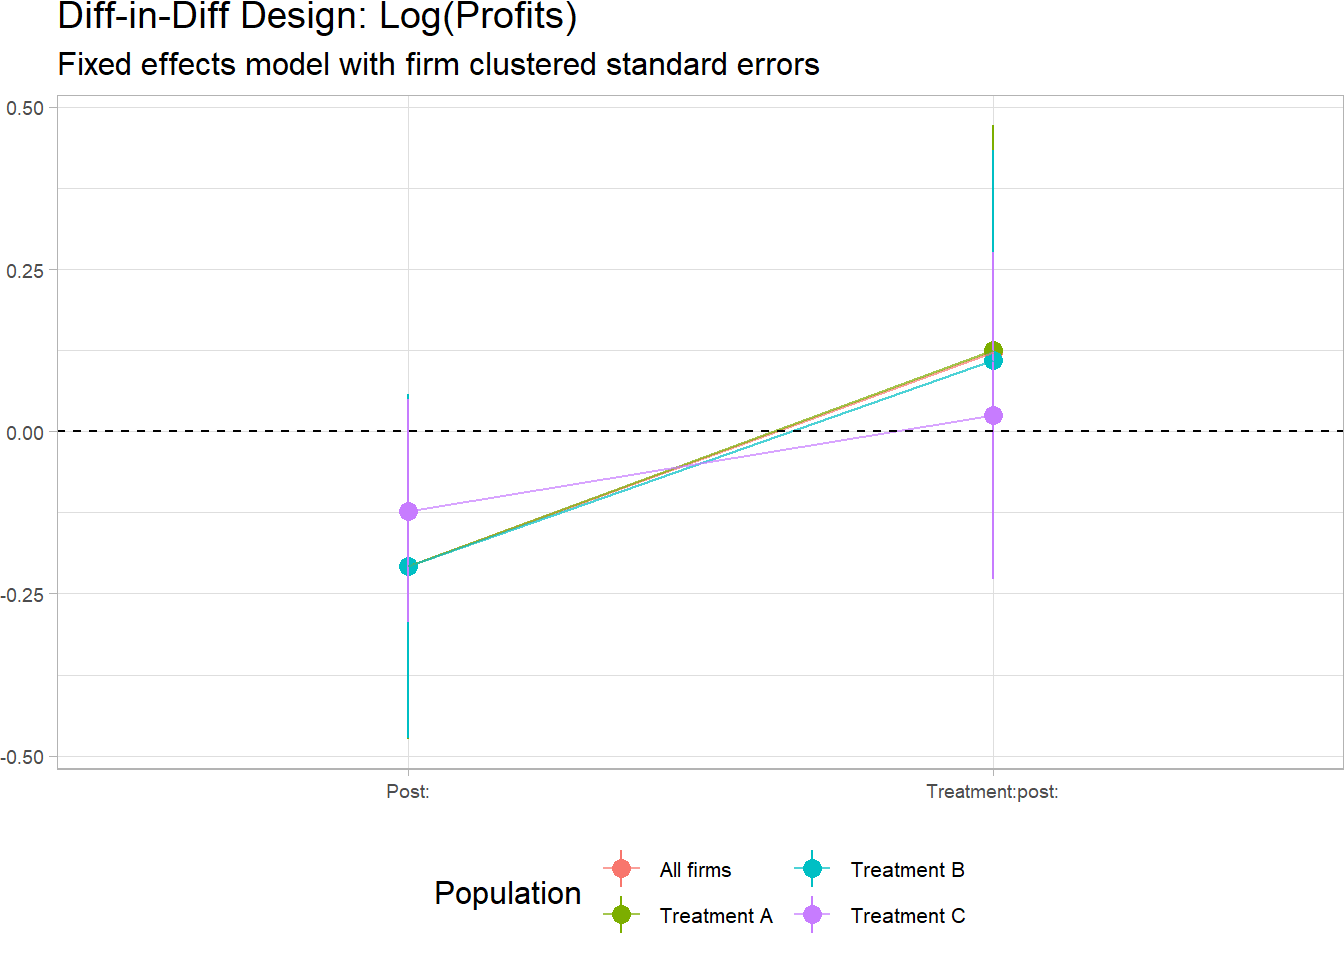 Diff-in-Diff Design: Log(Profits)
Fixed effects model with firm clustered standard errors
0.50
0.25
0.00
-0.25
-0.50
Post:
Treatment:post:
Population
All firms
Treatment B
Treatment A
Treatment C